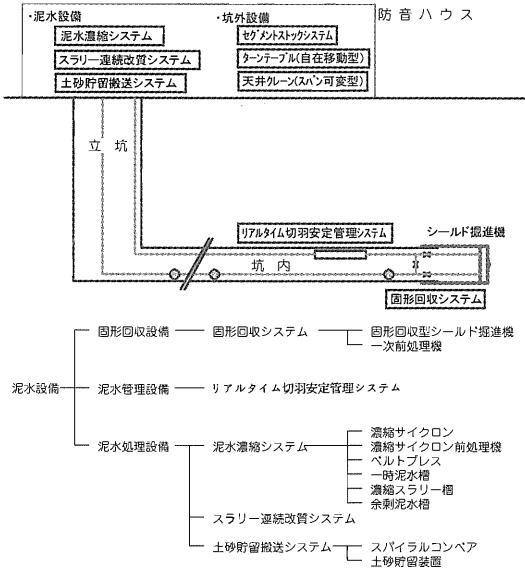 防音ハウス
・泥水設備
泥水濃縮システム
スラリー連続改質システム
土砂貯留搬送システム
・坑外設備
セグメントストックシステム
ターンテーブル(自在移動型)
天井クレーン(スパン可変型)
立 坑
リアルタイム切羽安定管理システム
シールド掘進機
坑内
固形回収システム
泥水設備
固形回収設備
固形回収システム
固形回収型シールド掘進機
一次前処理機
泥水管理設備
リアルタイム切羽安定管理システム
泥水処理設備
泥水濃縮システム
濃縮サイクロン
濃縮サイクロン前処理機
ベルトプレス
一時泥水槽
濃縮スラリー槽
余剰泥水槽
スラリー連続改質システム
土砂貯留搬送システム
スパイラルコンベア
土砂貯留装置